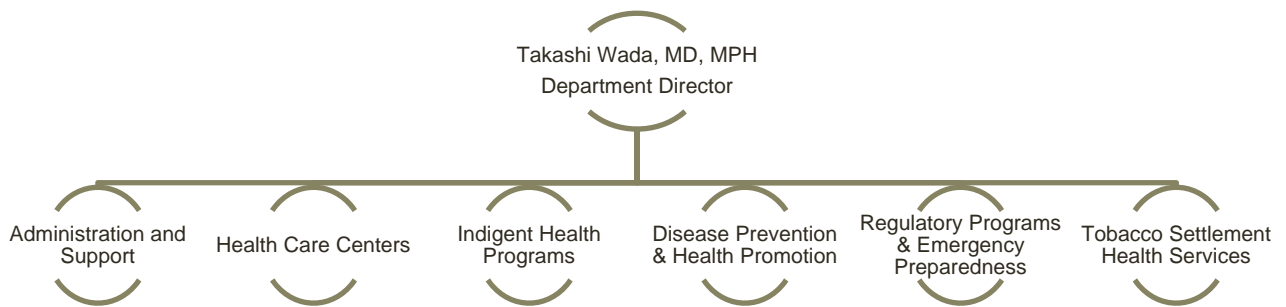 Takashi Wada, MD, MPH
Department Director
Administration and
Support
Health Care Centers
Indigent Health
Programs
Disease Prevention
& Health Promotion
Regulatory Programs
& Emergency
Preparedness
Tobacco Settlement
Health Services